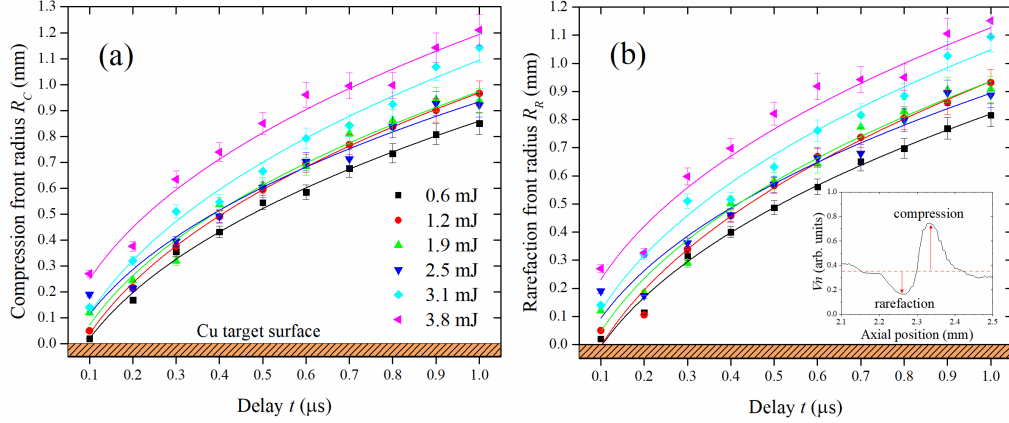 (a)
Compression front radius R_C (mm)
1.3
1.2
1.1
1.0
0.9
0.8
0.7
0.6
0.5
0.4
0.3
0.2
0.1
0.0
0.6 mJ
1.2 mJ
1.9 mJ
2.5 mJ
3.1 mJ
3.8 mJ
Cu target surface
0.1 0.2 0.3 0.4 0.5 0.6 0.7 0.8 0.9 1.0
Delay t (μs)
(b)
Rarefaction front radius R_R (mm)
1.2
1.1
1.0
0.9
0.8
0.7
0.6
0.5
0.4
0.3
0.2
0.1
0.0
∇n (arb. units)
1.0
0.8
0.6
0.4
0.2
0.0
compression
rarefaction
2.1 2.2 2.3 2.4 2.5
Axial position (mm)
0.1 0.2 0.3 0.4 0.5 0.6 0.7 0.8 0.9 1.0
Delay t (μs)